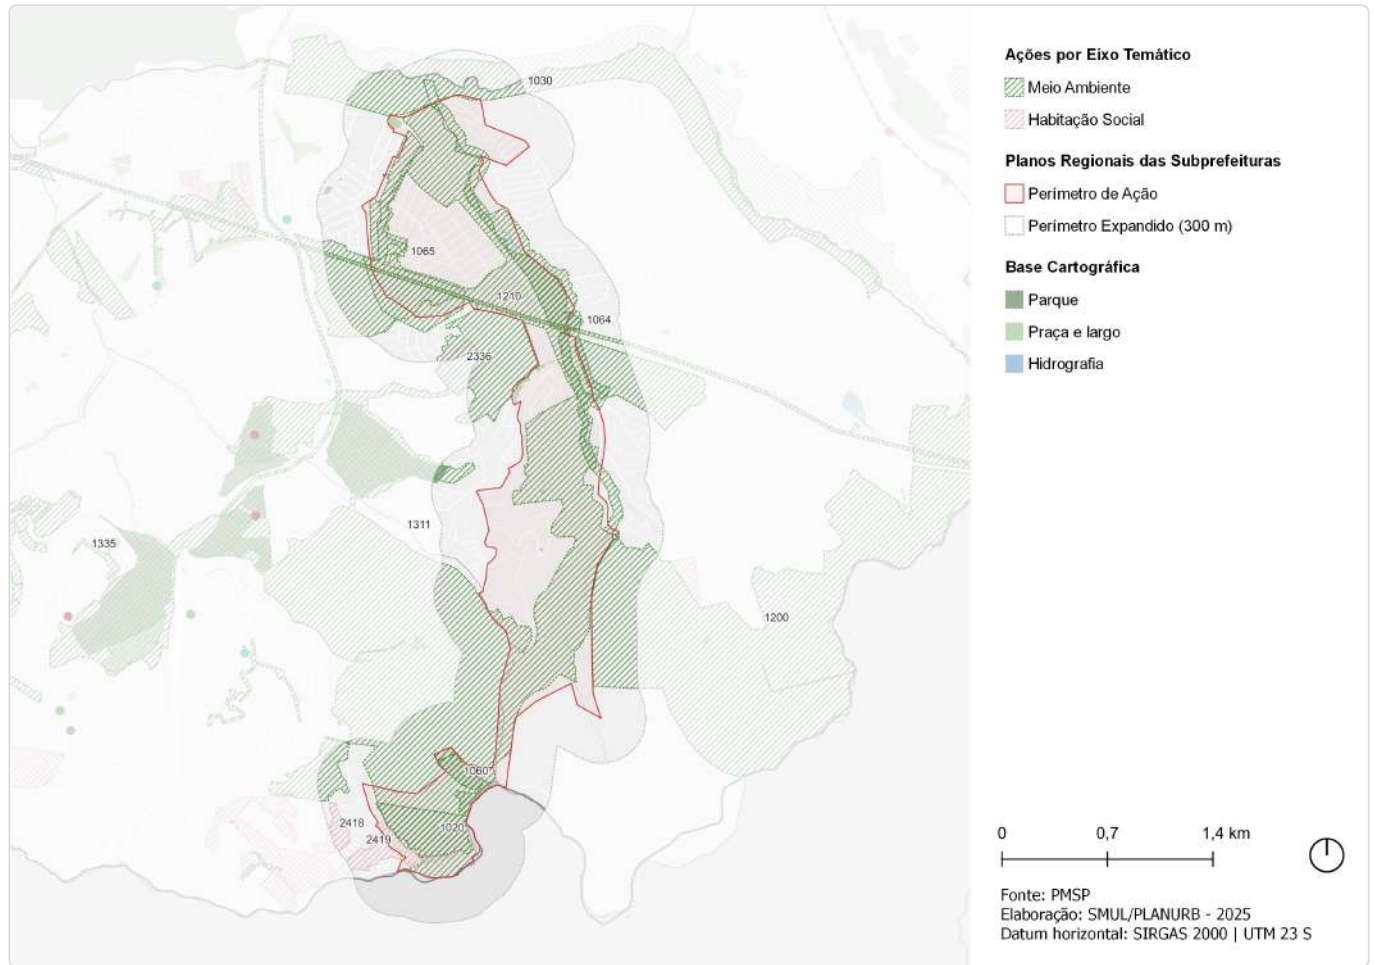 1030
1065
1210
1064
2336
1311
1335
1200
1060
2418
2419
1020
Ações por Eixo Temático
Meio Ambiente
Habitação Social
Planos Regionais das Subprefeituras
Perímetro de Ação
Perímetro Expandido (300 m)
Base Cartográfica
Parque
Praça e largo
Hidrografia
0 0,7 1,4 km
Fonte: PMSP
Elaboração: SMUL/PLANURB - 2025
Datum horizontal: SIRGAS 2000 | UTM 23 S